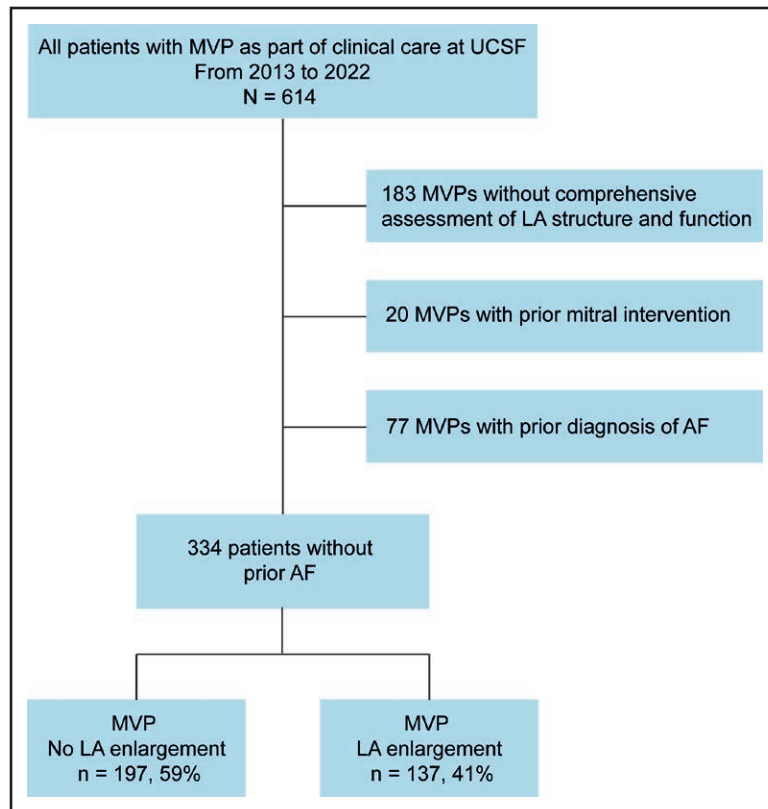 All patients with MVP as part of clinical care at UCSF
From 2013 to 2022
N = 614
183 MVPs without comprehensive
assessment of LA structure and function
20 MVPs with prior mitral intervention
77 MVPs with prior diagnosis of AF
334 patients without
prior AF
MVP
No LA enlargement
n = 197, 59%
MVP
LA enlargement
n = 137, 41%